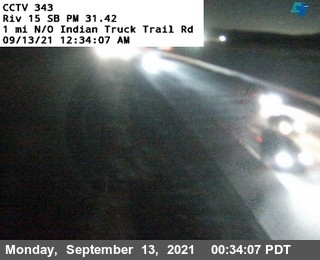 CCTV 343
Riv 15 SB PM 31.42
1 mi N/O Indian Truck Trail Rd
09/13/21 12:34:07 AM
Monday, September 13, 2021 00:34:07 PDT